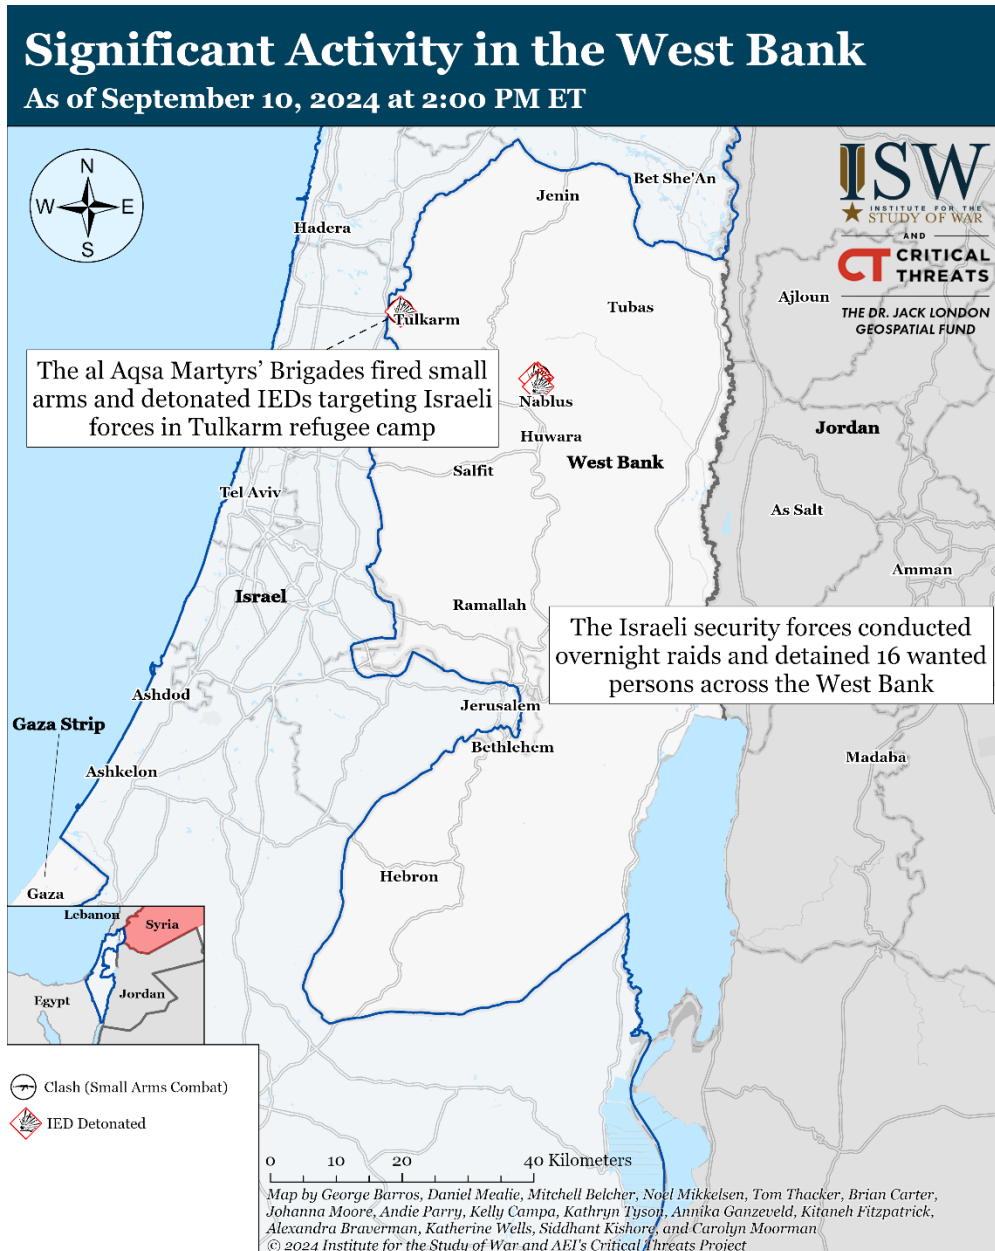 Significant Activity in the West Bank
As of September 10, 2024 at 2:00 PM ET
N
W E
S
ISW
INSTITUTE FOR THE
STUDY OF WAR
AND
CT CRITICAL
THREATS
THE DR. JACK LONDON
GEOSPATIAL FUND
Bet She'An
Jenin
Hadera
Ajloun
Tubas
Tulkarm
The al Aqsa Martyrs' Brigades fired small
arms and detonated IEDs targeting Israeli
forces in Tulkarm refugee camp
Nablus
Huwara
Jordan
West Bank
Salfit
Tel Aviv
As Salt
Amman
Israel
Ramallah
The Israeli security forces conducted
overnight raids and detained 16 wanted
persons across the West Bank
Ashdod
Jerusalem
Gaza Strip
Bethlehem
Madaba
Ashkelon
Hebron
Gaza
Lebanon
Syria
Egypt
Jordan
Clash (Small Arms Combat)
IED Detonated
0 10 20 40 Kilometers
Map by George Barros, Daniel Mealie, Mitchell Belcher, Noel Mikkelsen, Tom Thacker, Brian Carter,
Johanna Moore, Andie Parry, Kelly Campa, Kathryn Tyson, Annika Ganzeveld, Kitaneh Fitzpatrick,
Alexandra Braverman, Katherine Wells, Siddhant Kishore, and Carolyn Moorman
© 2024 Institute for the Study of War and AEI's Critical Threats Project